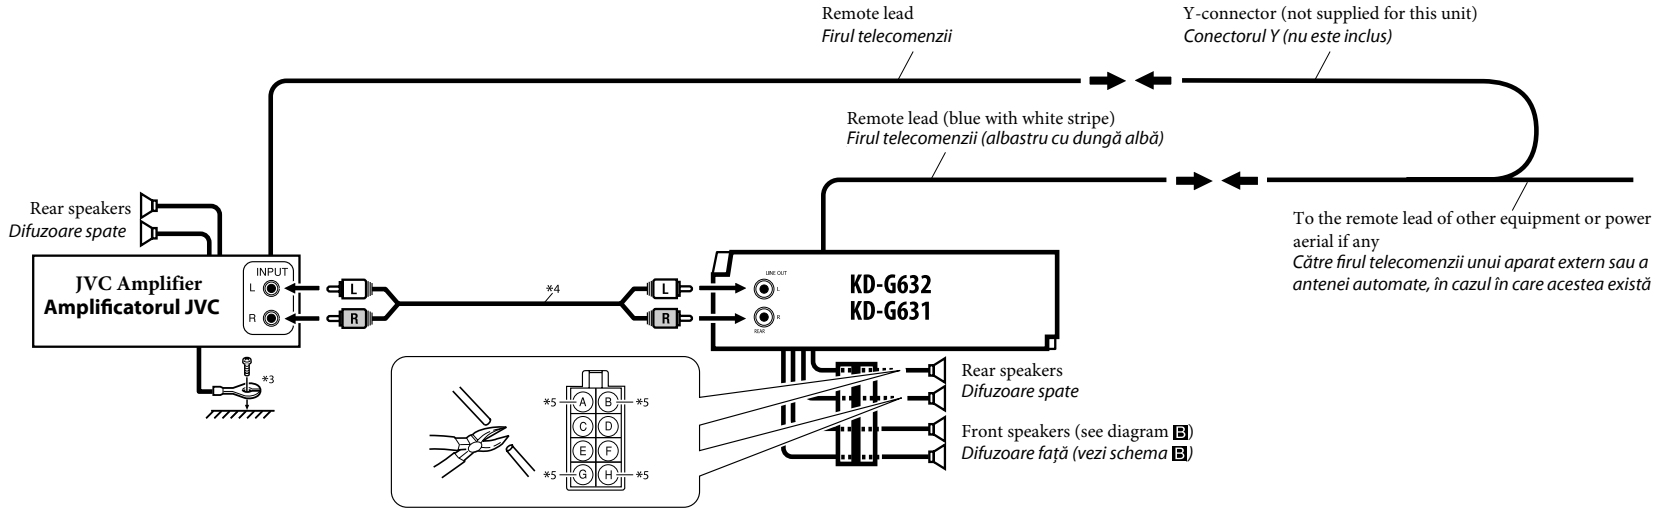 Remote lead
Firul telecomenzii
Y-connector (not supplied for this unit)
Conectorul Y (nu este inclus)
Remote lead (blue with white stripe)
Firul telecomenzii (albastru cu dungă albă)
Rear speakers
Difuzoare spate
To the remote lead of other equipment or power
aerial if any
Către firul telecomenzii unui aparat extern sau a
antenei automate, în cazul în care acestea există
JVC Amplifier
Amplificatorul JVC
INPUT
L
R
L
R
*4
L
R
LINE OUT
L
R
REAR
KD-G632
KD-G631
*3
Rear speakers
Difuzoare spate
Front speakers (see diagram B)
Difuzoare faţă (vezi schema B)
*5 A B *5
C D
E F
*5 G H *5